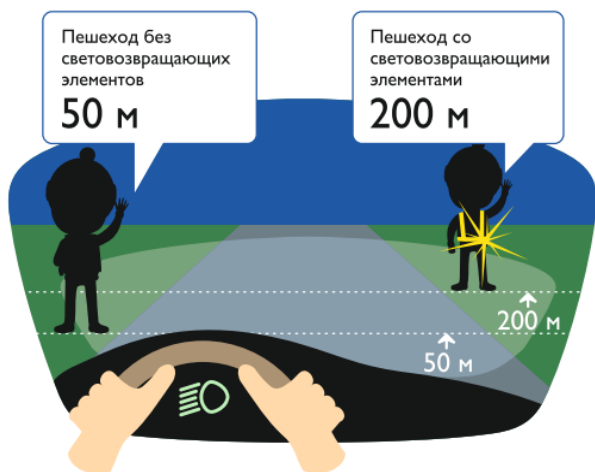 Пешеход без
световозвращающих
элементов
50 м
Пешеход со
световозвращающими
элементами
200 м
200 м
50 м